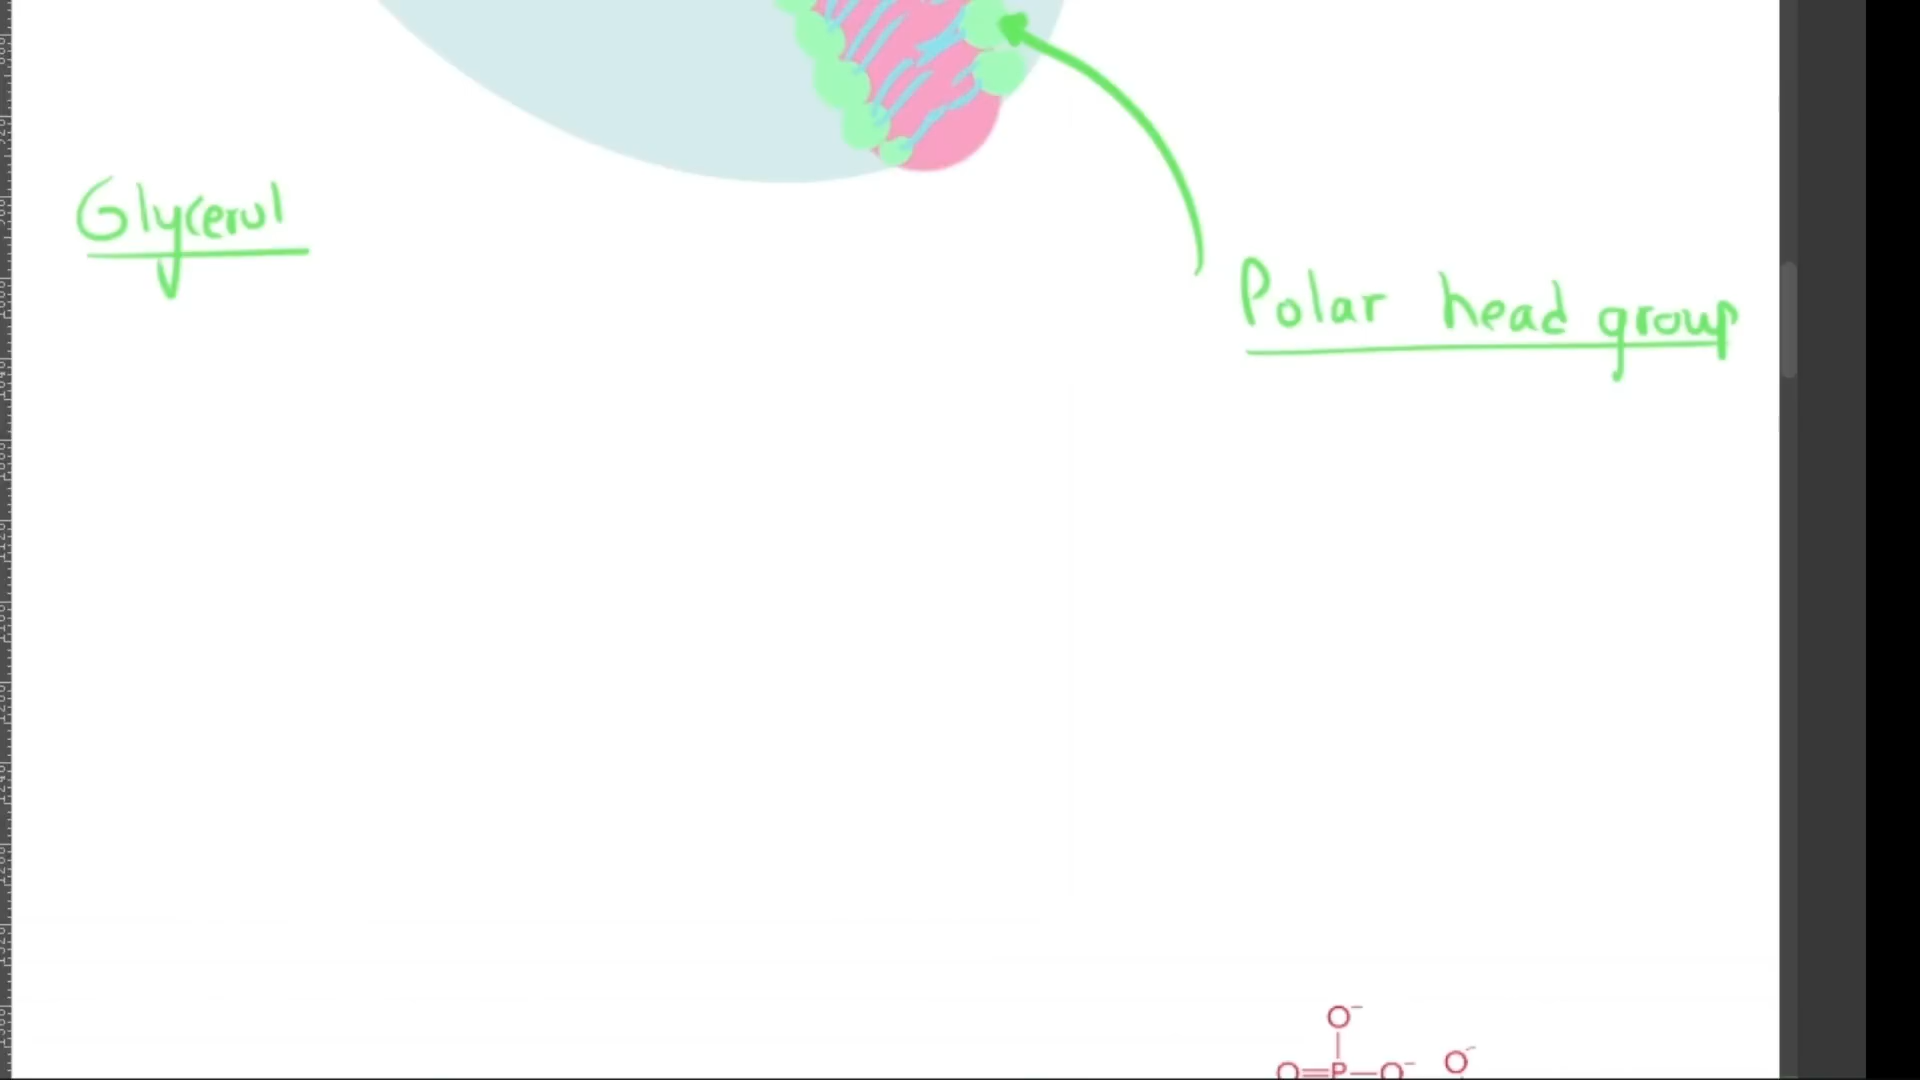 Glycerol
Polar head group
O⁻
O=P—O⁻ O⁻